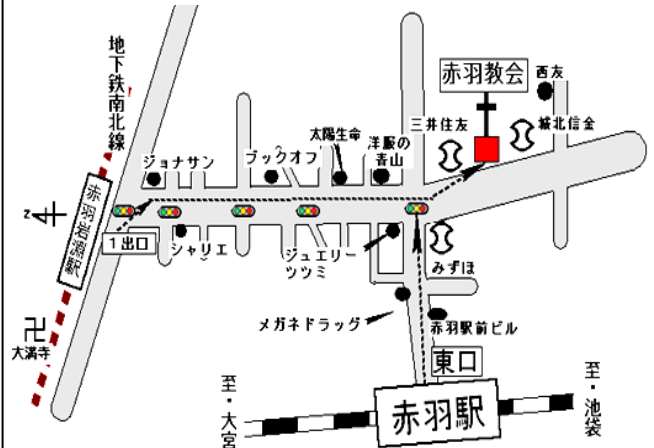 地下鉄南北線
赤羽教会
西友
三井住友
城北信金
太陽生命
洋服の
青山
ブックオフ
ジョナサン
赤羽岩淵駅
z
1出口
シャリエ
ジュエリー
ツツミ
みずほ
メガネドラッグ
赤羽駅前ビル
卍
大満寺
東口
至・大宮
赤羽駅
至・池袋